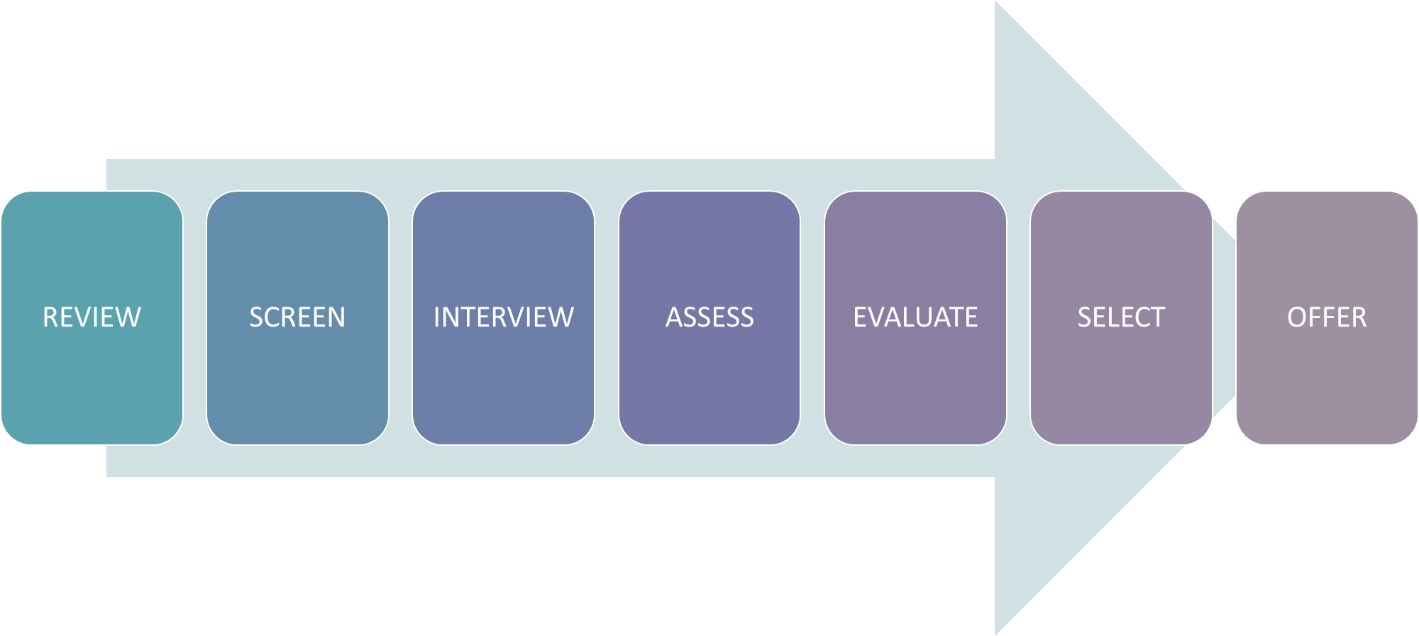 REVIEW
SCREEN
INTERVIEW
ASSESS
EVALUATE
SELECT
OFFER